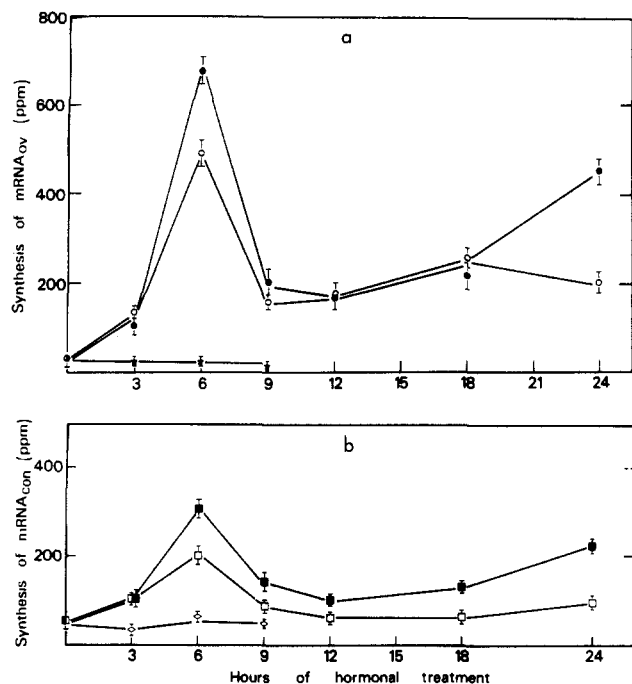 a
Synthesis of mRNAov (ppm)
800
600
400
200
3 6 9 12 15 18 21 24
b
Synthesis of mRNAcon (ppm)
400
200
3 6 9 12 15 18 21 24
Hours of hormonal treatment